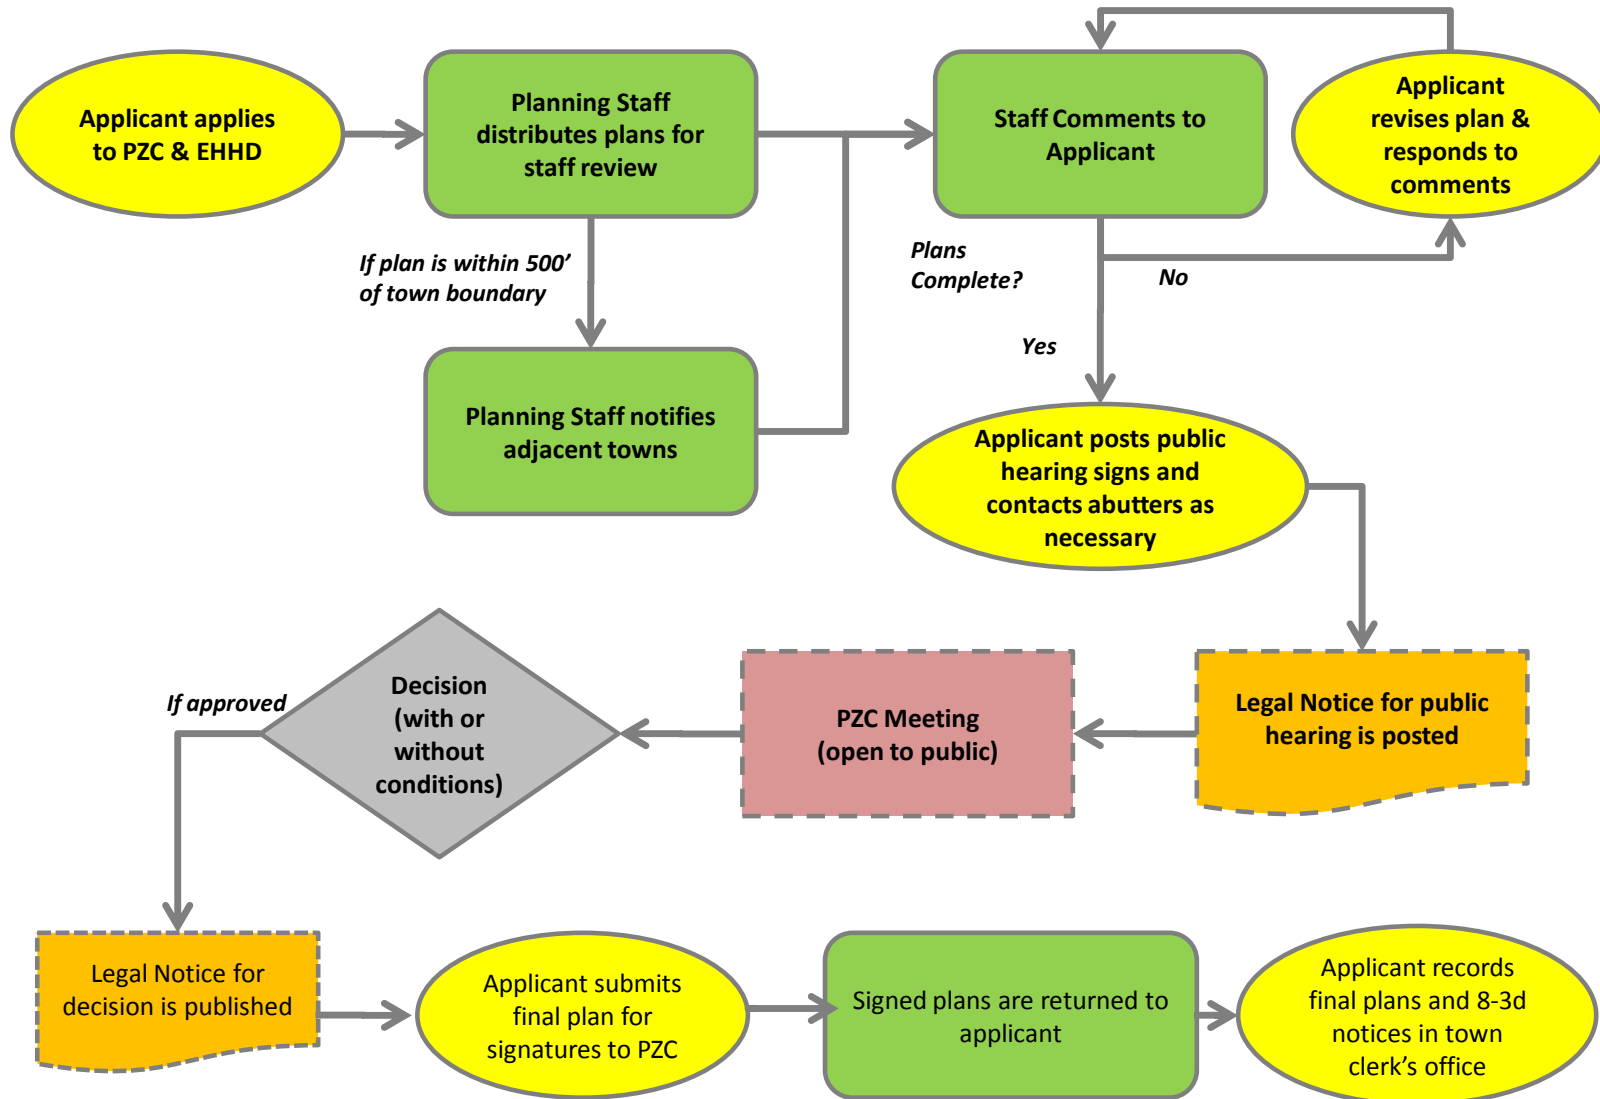 Applicant applies
to PZC & EHHD
Planning Staff
distributes plans for
staff review
Staff Comments to
Applicant
Applicant
revises plan &
responds to
comments
If plan is within 500’
of town boundary
Plans
Complete?
No
Yes
Planning Staff notifies
adjacent towns
Applicant posts public
hearing signs and
contacts abutters as
necessary
If approved
Decision
(with or
without
conditions)
PZC Meeting
(open to public)
Legal Notice for public
hearing is posted
Legal Notice for
decision is published
Applicant submits
final plan for
signatures to PZC
Signed plans are returned to
applicant
Applicant records
final plans and 8-3d
notices in town
clerk’s office